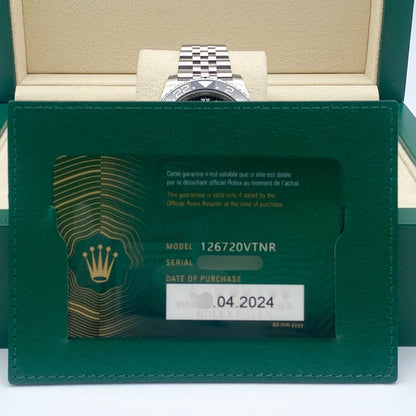 22
Cette garantie n'est valable que si elle est datée
par le détaillant officiel Rolex au moment de l'achat
This guarantee is only valid if dated by the
Official Rolex Retailer at the time of purchase
MODEL 126720VTNR
SERIAL
DATE OF PURCHASE
.04.2024
dd.mm.yyyy